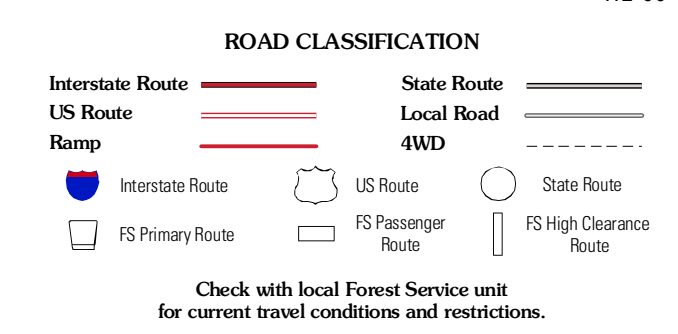 ROAD CLASSIFICATION
Interstate Route
State Route
US Route
Local Road
Ramp
4WD
Interstate Route
US Route
State Route
FS Primary Route
FS Passenger
Route
FS High Clearance
Route
Check with local Forest Service unit
for current travel conditions and restrictions.